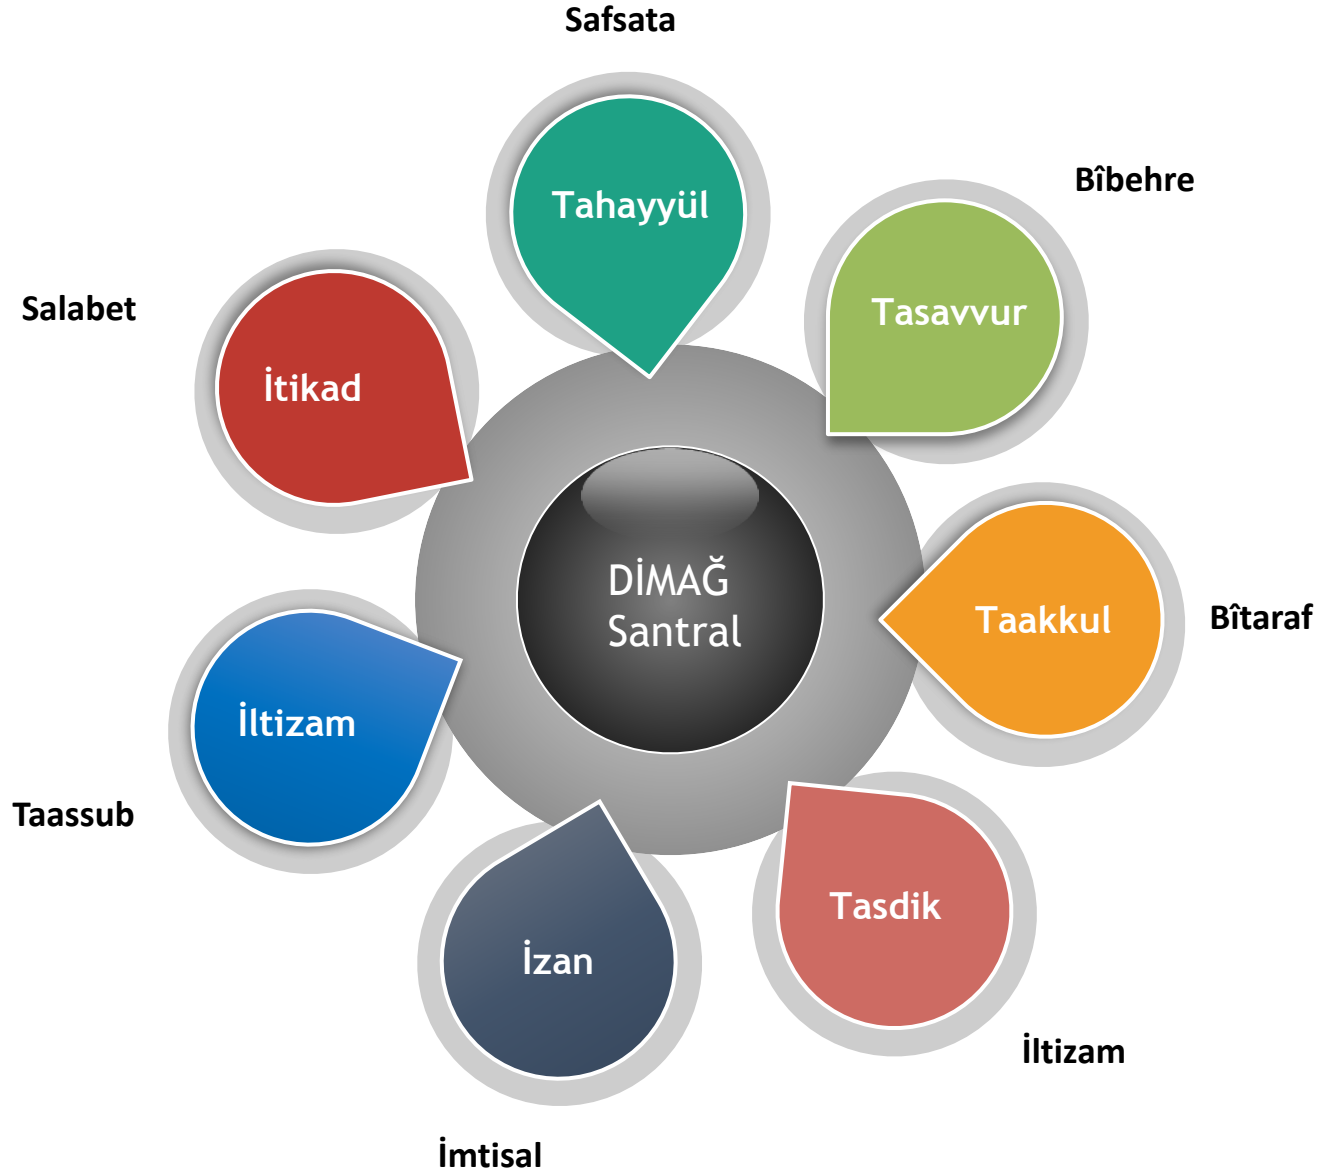 Safsata
Tahayyül
Bîbehre
Tasavvur
Salabet
İtikad
DİMAĞ
Santral
Taakkul
Bîtaraf
İltizam
Taassub
Tasdik
İzan
İltizam
İmtisal